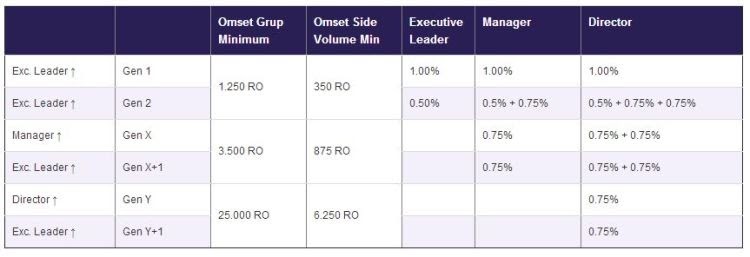 Omset Grup Minimum Omset Side Volume Min Executive Leader Manager Director
Exc. Leader ↑ Gen 1 1.250 RO 350 RO 1.00% 1.00% 1.00%
Exc. Leader ↑ Gen 2 0.50% 0.5% + 0.75% 0.5% + 0.75% + 0.75%
Manager ↑ Gen X 3.500 RO 875 RO 0.75% 0.75% + 0.75%
Exc. Leader ↑ Gen X+1 0.75% 0.75% + 0.75%
Director ↑ Gen Y 25.000 RO 6.250 RO 0.75%
Exc. Leader ↑ Gen Y+1 0.75%